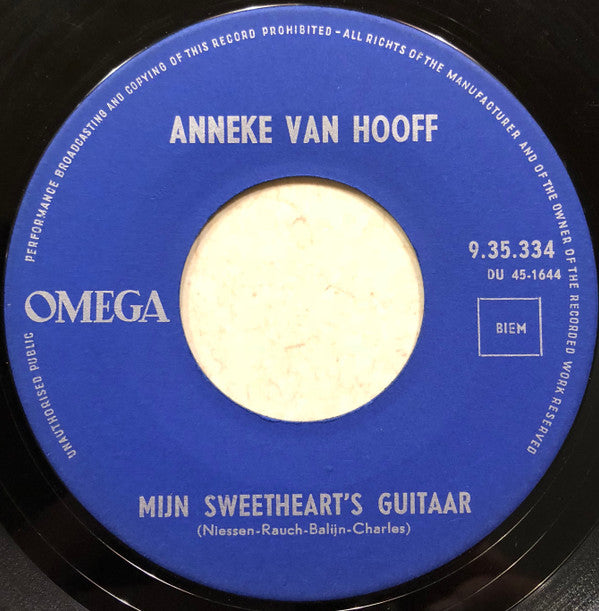 UNAUTHORISED PUBLIC PERFORMANCE BROADCASTING AND COPYING OF THIS RECORD PROHIBITED - ALL RIGHTS OF THE MANUFACTURER AND OF THE OWNER OF THE RECORDED WORK RESERVED
ANNEKE VAN HOOFF
9.35.334
DU 45-1644
OMEGA
BIEM
MIJN SWEETHEART'S GUITAAR
(Niessen-Rauch-Balijn-Charles)